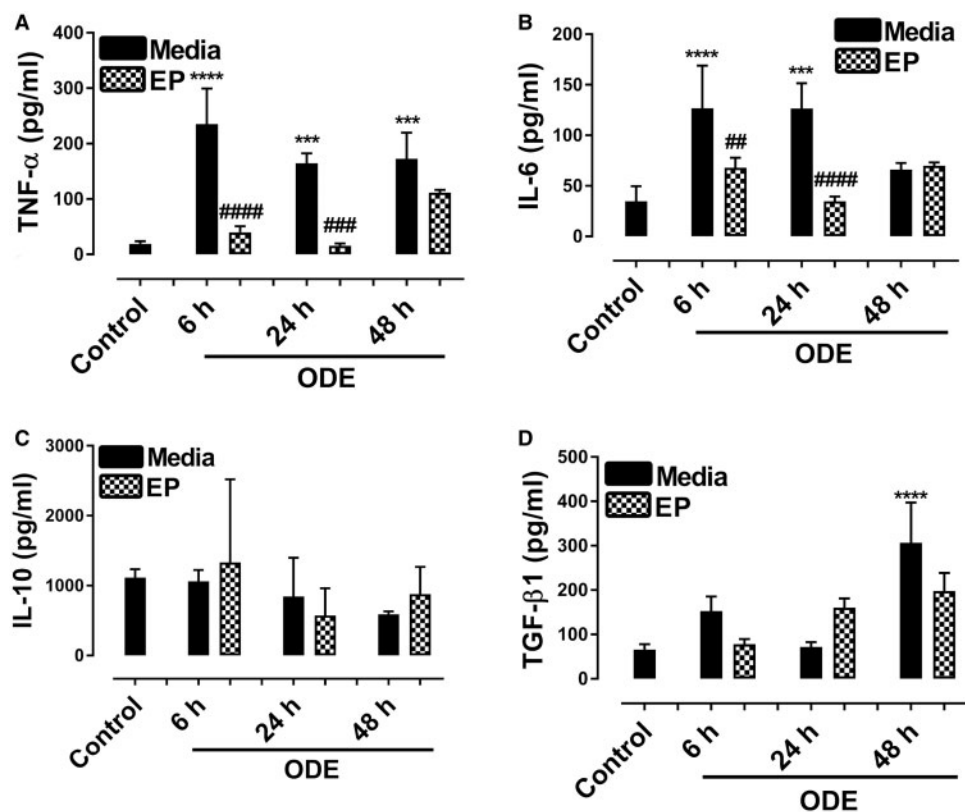 A
TNF-α (pg/ml)
400
300
200
100
0
Media
EP
****
####
***
###
***
Control
6 h
24 h
48 h
ODE
B
IL-6 (pg/ml)
200
150
100
50
0
Media
EP
****
##
***
####
Control
6 h
24 h
48 h
ODE
C
IL-10 (pg/ml)
3000
2000
1000
0
Media
EP
Control
6 h
24 h
48 h
ODE
D
TGF-β1 (pg/ml)
500
400
300
200
100
0
Media
EP
****
Control
6 h
24 h
48 h
ODE